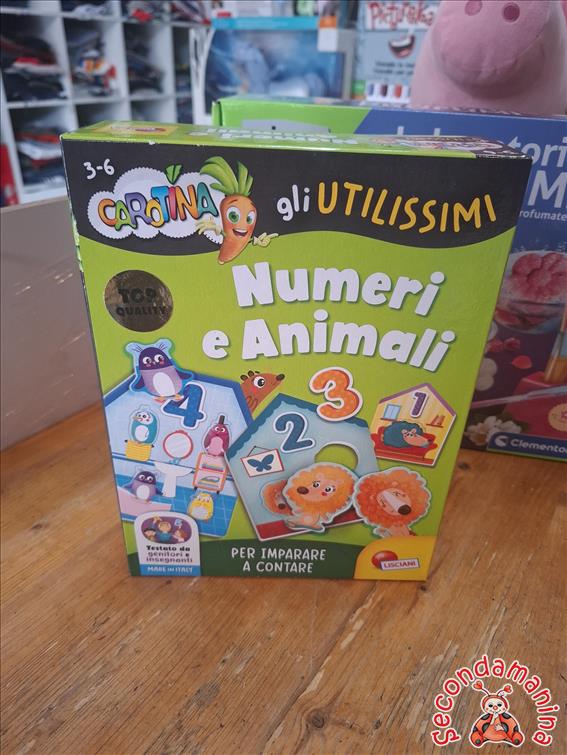 Pictureka
3-6
CAROTINA
gli UTILISSIMI
TOP
QUALITY
Numeri
e Animali
4
2
3
1
Testato da
genitori e
insegnanti
MADE IN ITALY
PER IMPARARE
A CONTARE
LISCIANI
Clementoni
Secondamanina